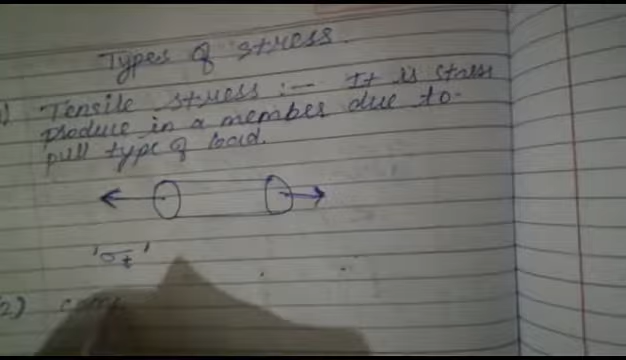 Types of stress
1) Tensile stress :- It is stress
produce in a member due to
pull type of load.
'σt'
2) com